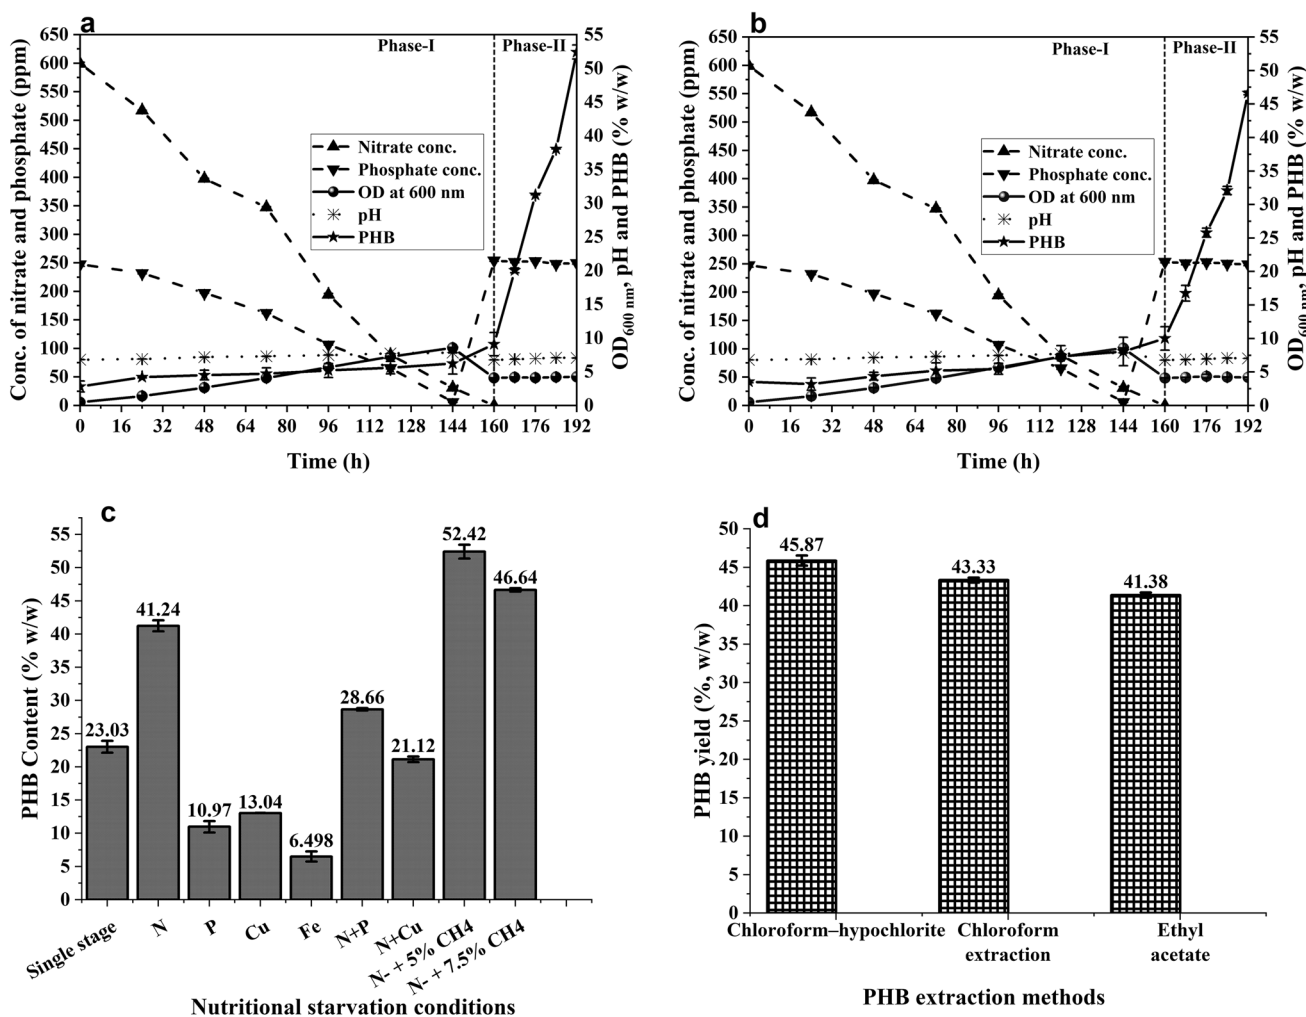 a
Conc. of nitrate and phosphate (ppm)
650
600
550
500
450
400
350
300
250
200
150
100
50
0
Phase-I
Phase-II
Nitrate conc.
Phosphate conc.
OD at 600 nm
pH
PHB
55
50
45
40
35
30
25
20
15
10
5
0
OD600 nm, pH and PHB (% w/w)
0 16 32 48 64 80 96 112 128 144 160 176 192
Time (h)
b
Conc. of nitrate and phosphate (ppm)
650
600
550
500
450
400
350
300
250
200
150
100
50
0
Phase-I
Phase-II
Nitrate conc.
Phosphate conc.
OD at 600 nm
pH
PHB
55
50
45
40
35
30
25
20
15
10
5
0
OD600 nm, pH and PHB (% w/w)
0 16 32 48 64 80 96 112 128 144 160 176 192
Time (h)
c
PHB Content (% w/w)
55
50
45
40
35
30
25
20
15
10
5
0
23.03
41.24
10.97
13.04
6.498
28.66
21.12
52.42
46.64
Single stage
N
P
Cu
Fe
N+P
N+Cu
N- + 5% CH4
N- + 7.5% CH4
Nutritional starvation conditions
d
PHB yield (%, w/w)
50
45
40
35
30
25
20
15
10
5
0
45.87
43.33
41.38
Chloroform–hypochlorite
Chloroform
extraction
Ethyl
acetate
PHB extraction methods